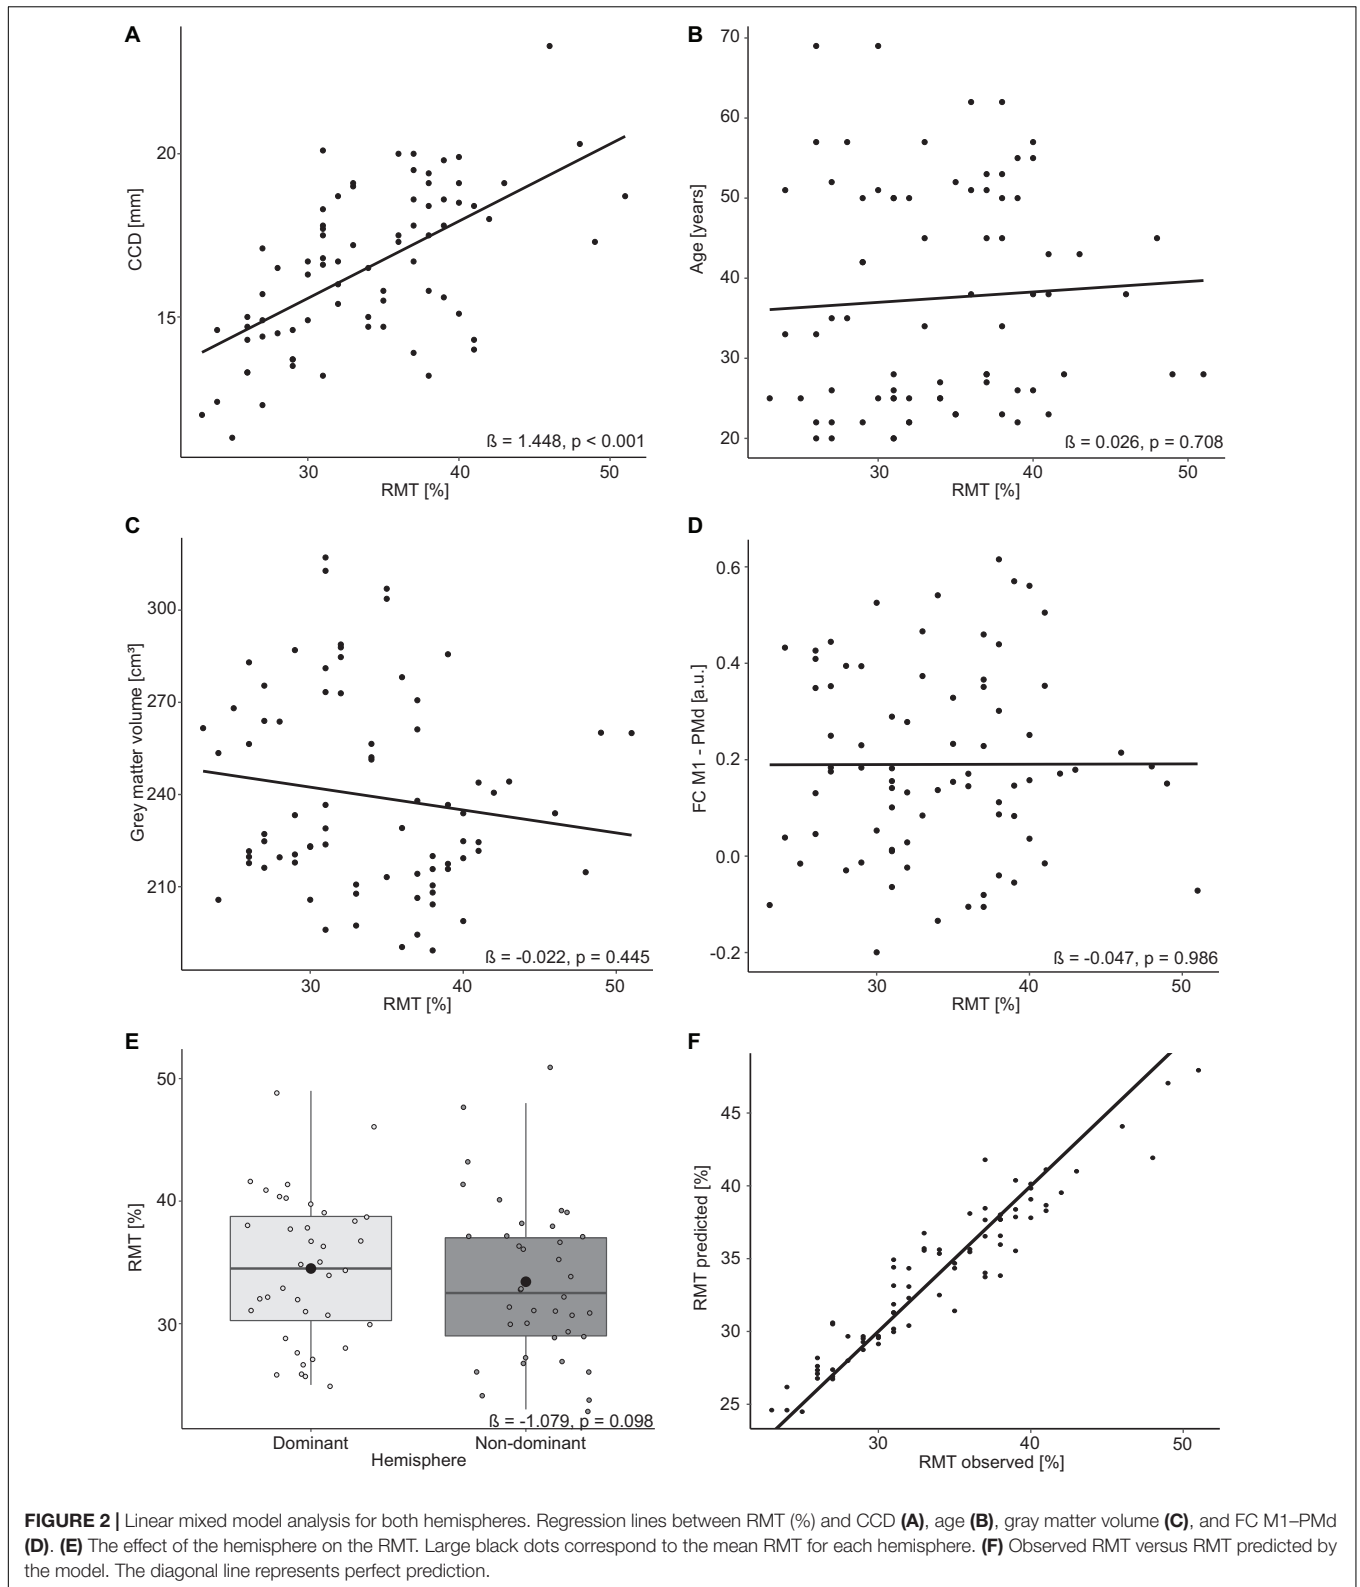 A
20
15
CCD [mm]
30 40 50
RMT [%]
ß = 1.448, p < 0.001
B
70
60
50
40
30
20
Age [years]
30 40 50
RMT [%]
ß = 0.026, p = 0.708
C
300
270
240
210
Grey matter volume [cm³]
30 40 50
RMT [%]
ß = -0.022, p = 0.445
D
0.6
0.4
0.2
0.0
-0.2
FC M1 - PMd [a.u.]
30 40 50
RMT [%]
ß = -0.047, p = 0.986
E
50
40
30
RMT [%]
ß = -1.079, p = 0.098
Dominant Non-dominant
Hemisphere
F
45
40
35
30
25
RMT predicted [%]
30 40 50
RMT observed [%]
FIGURE 2 | Linear mixed model analysis for both hemispheres. Regression lines between RMT (%) and CCD (A), age (B), gray matter volume (C), and FC M1–PMd
(D). (E) The effect of the hemisphere on the RMT. Large black dots correspond to the mean RMT for each hemisphere. (F) Observed RMT versus RMT predicted by
the model. The diagonal line represents perfect prediction.